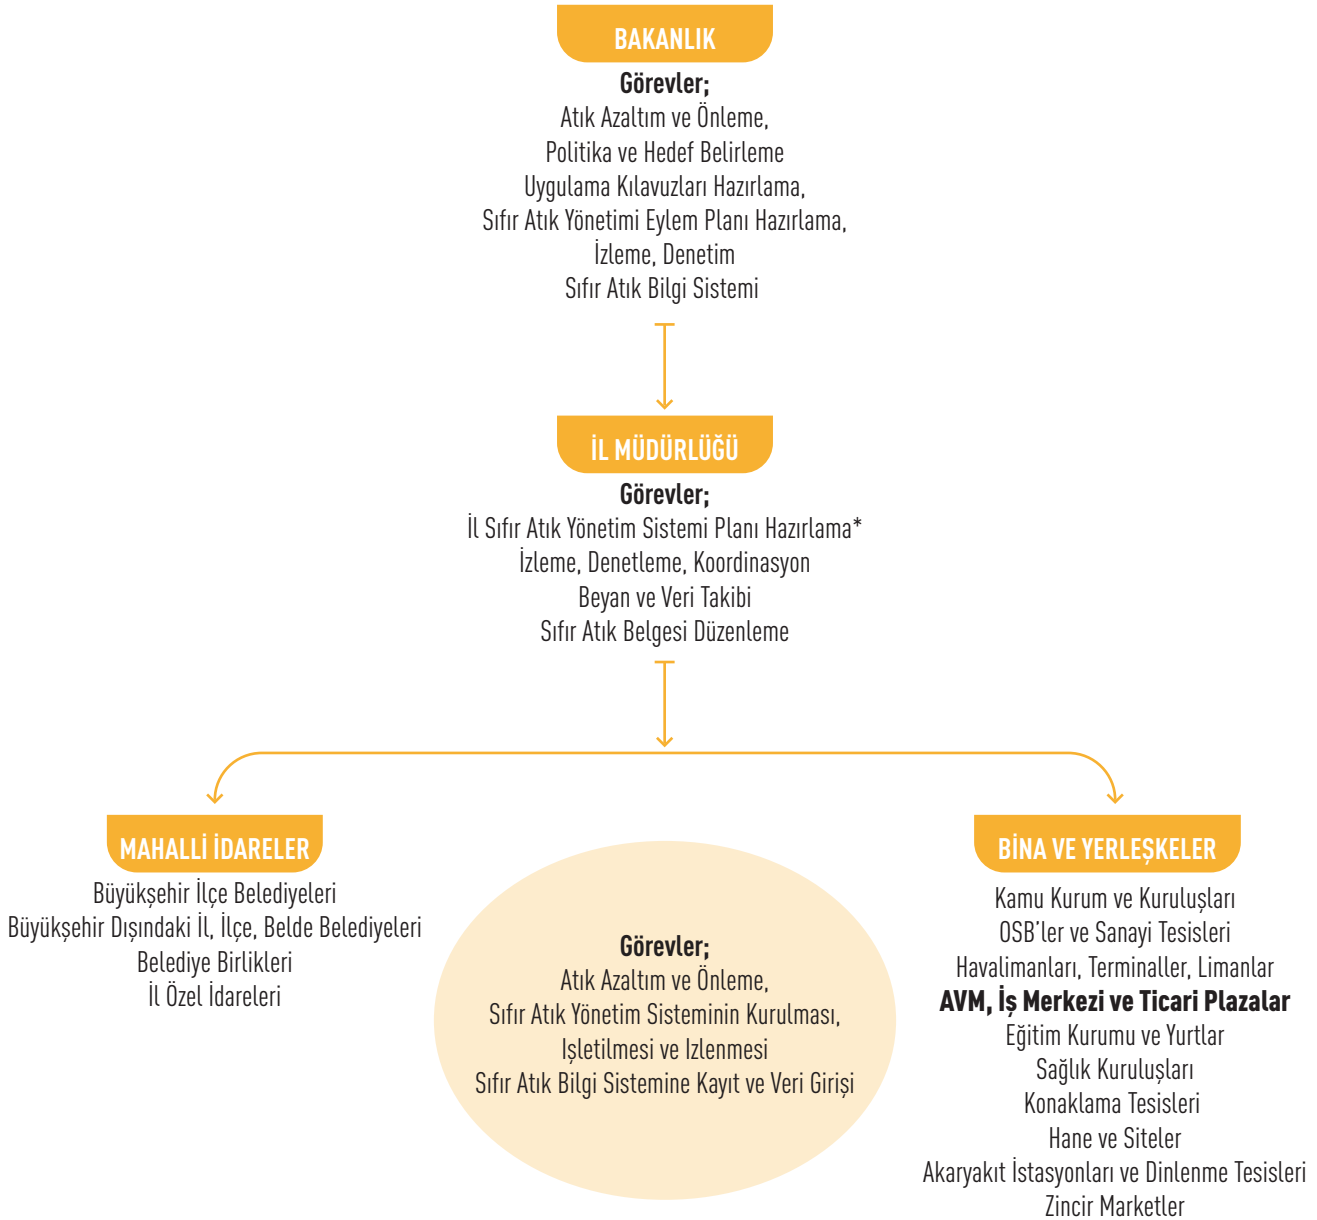 BAKANLIK
Görevler;
Atık Azaltım ve Önleme,
Politika ve Hedef Belirleme
Uygulama Kılavuzları Hazırlama,
Sıfır Atık Yönetimi Eylem Planı Hazırlama,
İzleme, Denetim
Sıfır Atık Bilgi Sistemi
İL MÜDÜRLÜĞÜ
Görevler;
İl Sıfır Atık Yönetim Sistemi Planı Hazırlama*
İzleme, Denetleme, Koordinasyon
Beyan ve Veri Takibi
Sıfır Atık Belgesi Düzenleme
MAHALLİ İDARELER
Büyükşehir İlçe Belediyeleri
Büyükşehir Dışındaki İl, İlçe, Belde Belediyeleri
Belediye Birlikleri
İl Özel İdareleri
Görevler;
Atık Azaltım ve Önleme,
Sıfır Atık Yönetim Sisteminin Kurulması,
Işletilmesi ve Izlenmesi
Sıfır Atık Bilgi Sistemine Kayıt ve Veri Girişi
BİNA VE YERLEŞKELER
Kamu Kurum ve Kuruluşları
OSB'ler ve Sanayi Tesisleri
Havalimanları, Terminaller, Limanlar
AVM, İş Merkezi ve Ticari Plazalar
Eğitim Kurumu ve Yurtlar
Sağlık Kuruluşları
Konaklama Tesisleri
Hane ve Siteler
Akaryakıt İstasyonları ve Dinlenme Tesisleri
Zincir Marketler